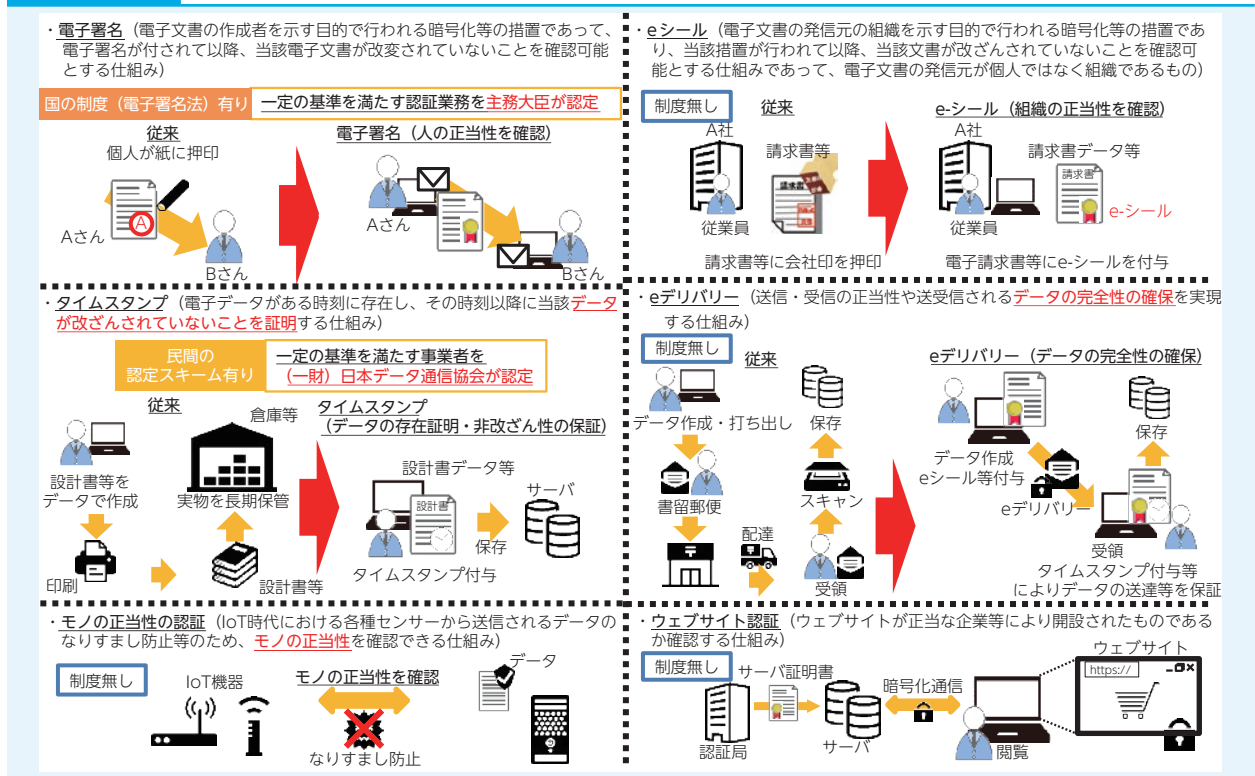 ・電子署名（電子文書の作成者を示す目的で行われる暗号化等の措置であって、
電子署名が付されて以降、当該電子文書が改変されていないことを確認可能
とする仕組み）
国の制度（電子署名法）有り
一定の基準を満たす認証業務を主務大臣が認定
従来
個人が紙に押印
電子署名（人の正当性を確認）
A
Aさん
Bさん
Aさん
Bさん
・eシール（電子文書の発信元の組織を示す目的で行われる暗号化等の措置であ
り、当該措置が行われて以降、当該文書が改ざんされていないことを確認可
能とする仕組みであって、電子文書の発信元が個人ではなく組織であるもの）
制度無し
従来
e-シール（組織の正当性を確認）
A社
請求書等
請求書
従業員
請求書等に会社印を押印
A社
請求書データ等
請求書
e-シール
従業員
電子請求書等にe-シールを付与
・タイムスタンプ（電子データがある時刻に存在し、その時刻以降に当該データ
が改ざんされていないことを証明する仕組み）
民間の
認定スキーム有り
一定の基準を満たす事業者を
（一財）日本データ通信協会が認定
従来
倉庫等
設計書等を
データで作成
実物を長期保管
印刷
設計書等
タイムスタンプ
（データの存在証明・非改ざん性の保証）
設計書データ等
設計書
サーバ
保存
タイムスタンプ付与
・eデリバリー（送信・受信の正当性や送受信されるデータの完全性の確保を実現
する仕組み）
制度無し
従来
eデリバリー（データの完全性の確保）
データ作成・打ち出し
保存
書留郵便
スキャン
配達
受領
データ作成
eシール等付与
保存
eデリバリー
受領
タイムスタンプ付与等
によりデータの送達等を保証
・モノの正当性の認証（IoT時代における各種センサーから送信されるデータの
なりすまし防止等のため、モノの正当性を確認できる仕組み）
制度無し
IoT機器
モノの正当性を確認
データ
なりすまし防止
・ウェブサイト認証（ウェブサイトが正当な企業等により開設されたものである
か確認する仕組み）
制度無し
サーバ証明書
暗号化通信
ウェブサイト
https://
認証局
サーバ
閲覧